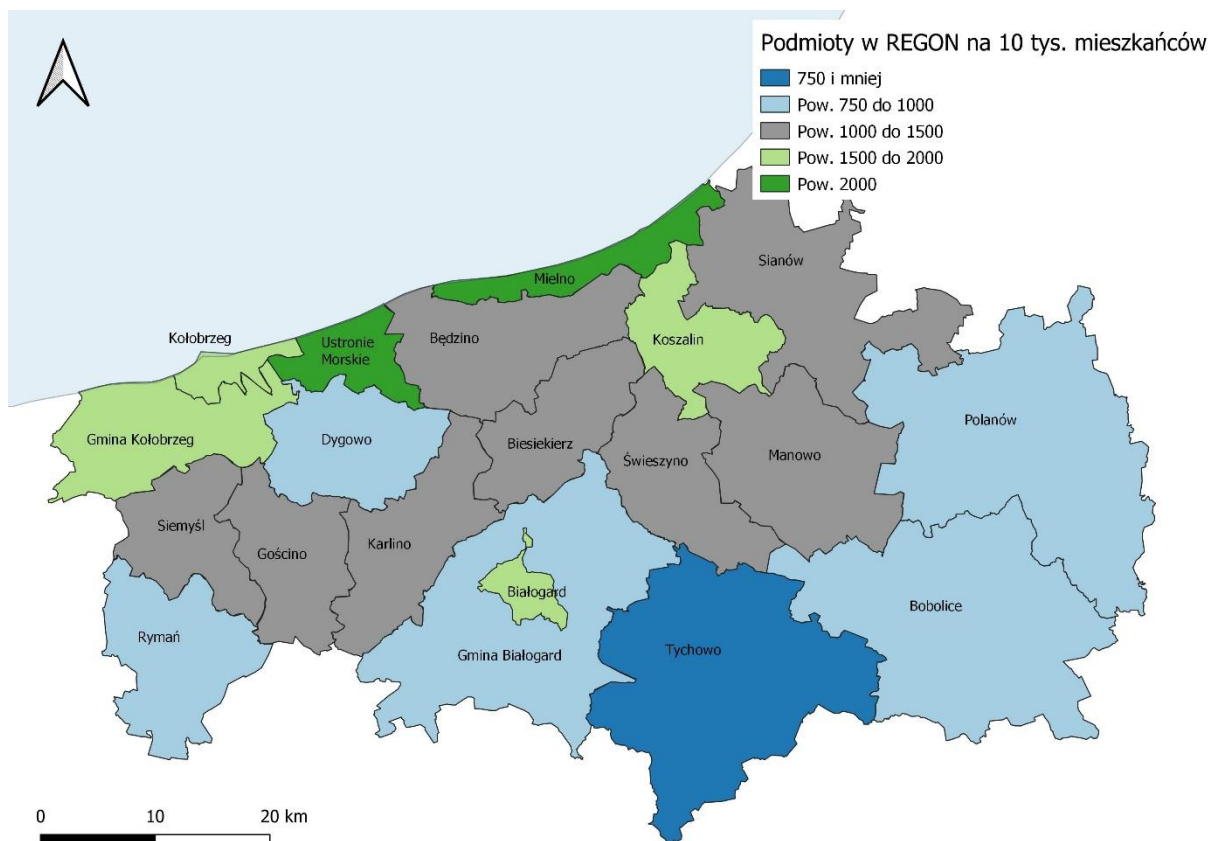 Podmioty w REGON na 10 tys. mieszkańców
750 i mniej
Pow. 750 do 1000
Pow. 1000 do 1500
Pow. 1500 do 2000
Pow. 2000
Sianów
Mielno
Kołobrzeg
Ustronie
Morskie
Będzino
Koszalin
Polanów
Gmina Kołobrzeg
Dygowo
Biesiekierz
Świeszyno
Manowo
Siemyśl
Gościno
Karlino
Białogard
Bobolice
Rymań
Gmina Białogard
Tychowo
0 10 20 km